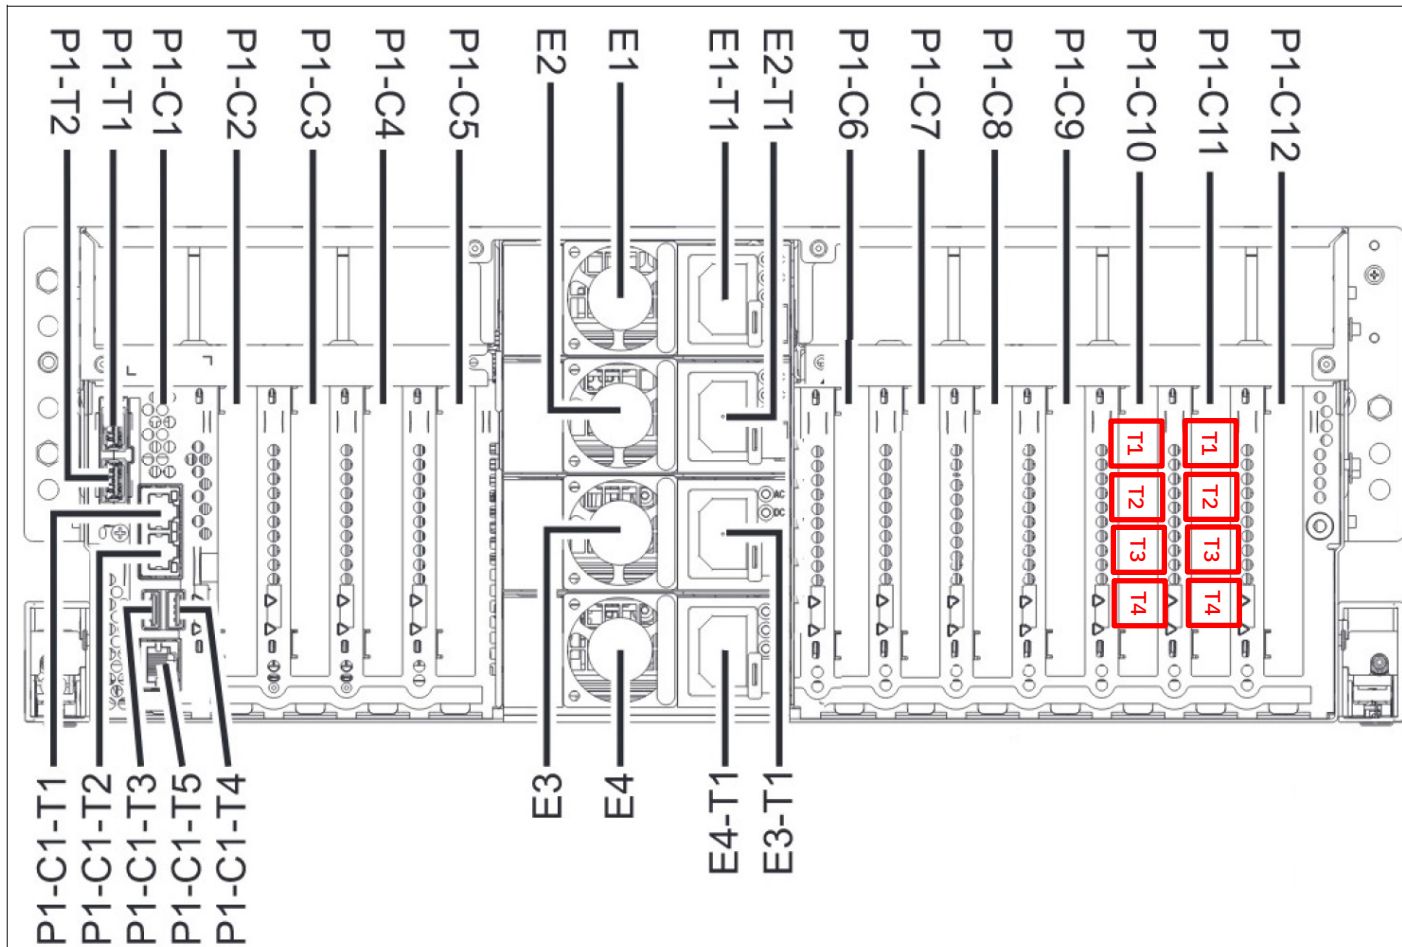 P1-T2
P1-T1
P1-C1
P1-C2
P1-C3
P1-C4
P1-C5
E2
E1
E1-T1
E2-T1
P1-C6
P1-C7
P1-C8
P1-C9
P1-C10
P1-C11
P1-C12
T1
T2
T3
T4
T1
T2
T3
T4
AC
DC
P1-C1-T1
P1-C1-T2
P1-C1-T3
P1-C1-T5
P1-C1-T4
E3
E4
E4-T1
E3-T1